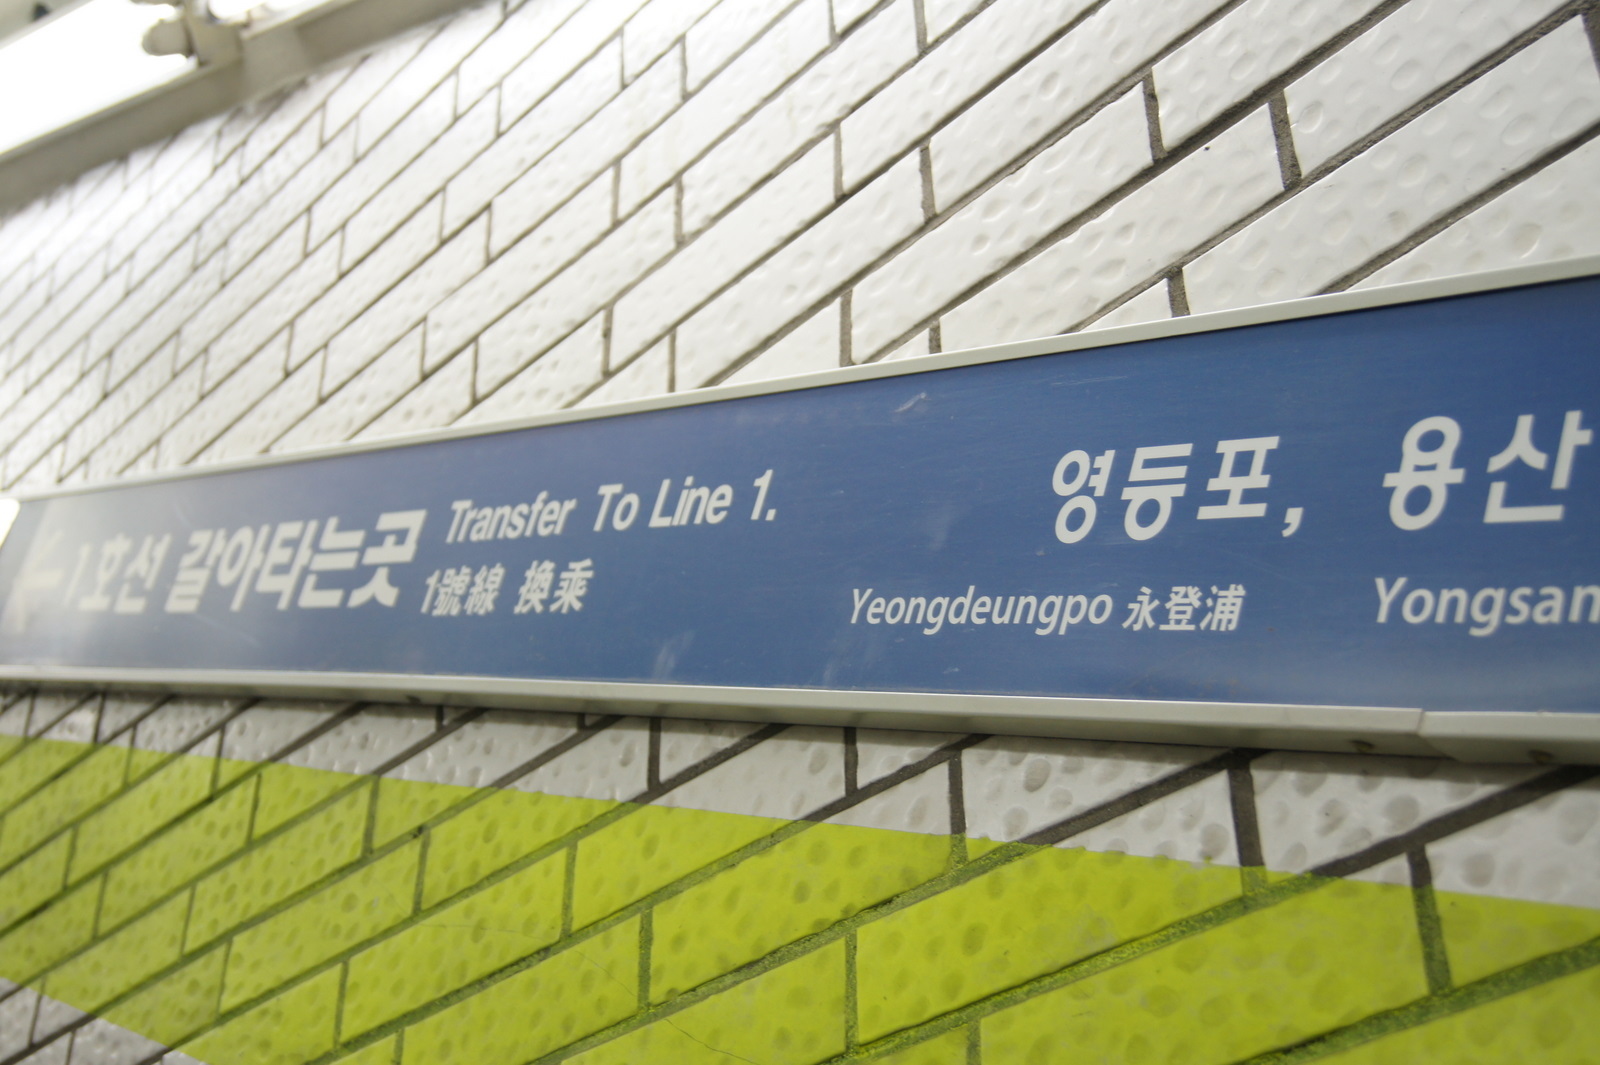 ← 1호선 갈아타는곳
Transfer To Line 1.
1號線 換乘
영등포, 용산
Yeongdeungpo 永登浦 Yongsan